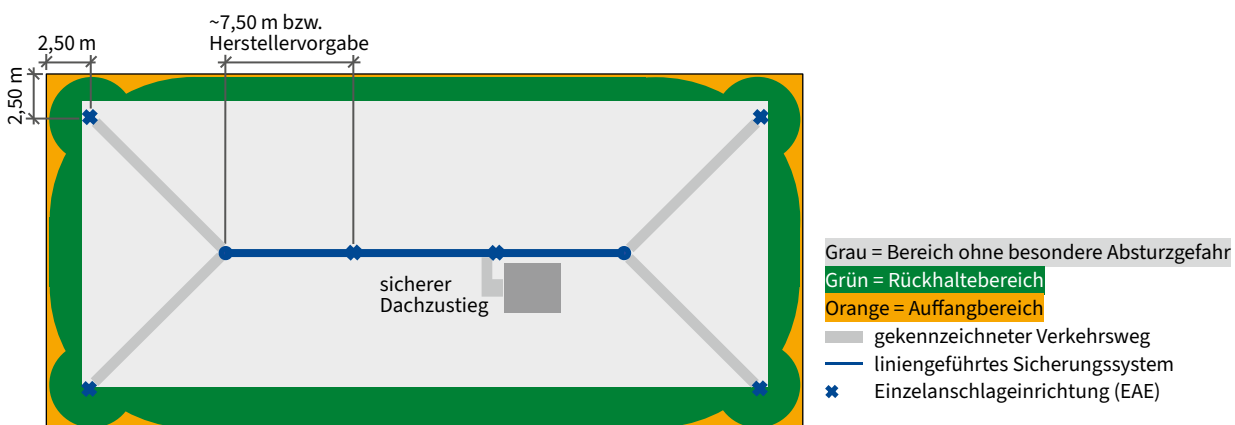 ~7,50 m bzw.
Herstellervorgabe
2,50 m
2,50 m
sicherer
Dachzustieg
Grau = Bereich ohne besondere Absturzgefahr
Grün = Rückhaltebereich
Orange = Auffangbereich
gekennzeichneter Verkehrsweg
liniengeführtes Sicherungssystem
Einzelanschlageinrichtung (EAE)